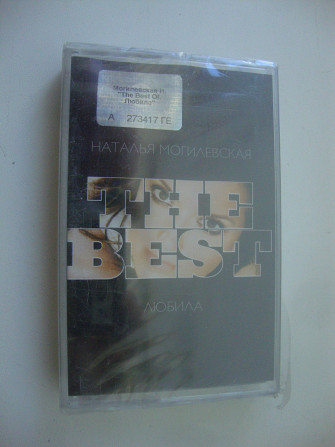 Могилевская Н
"The Best Of.
Любила"
А 273417 ГЕ
НАТАЛЬЯ МОГИЛЕВСКАЯ
THE
BEST
ЛЮБИЛА